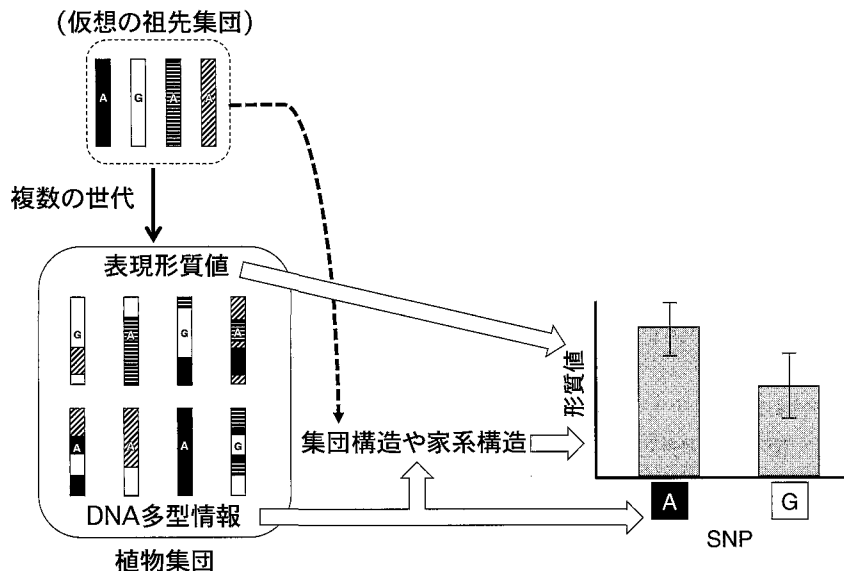 (仮想の祖先集団)
A G A A
複数の世代
表現形質値
G A G A
A A A G
DNA多型情報
植物集団
集団構造や家系構造
形質値
A G
SNP